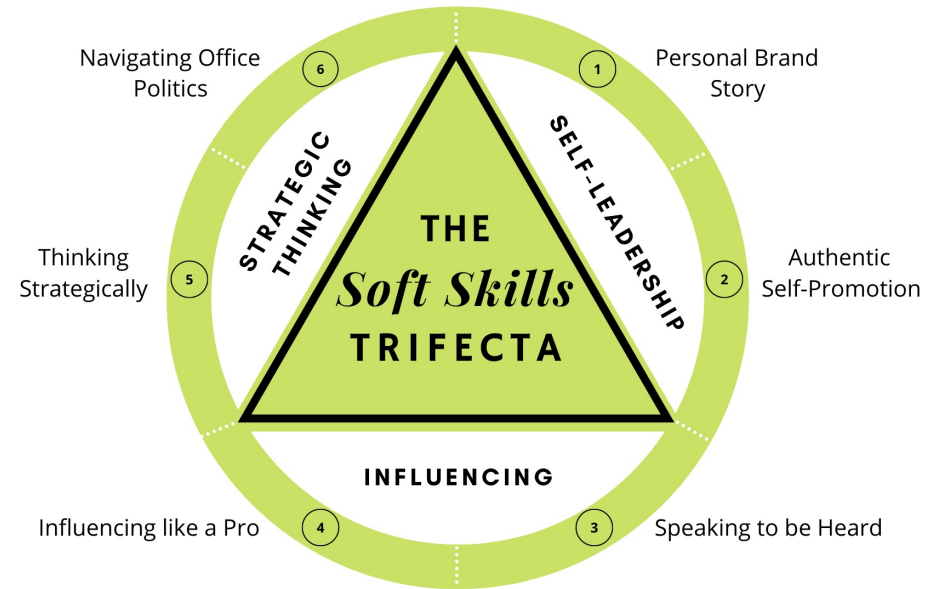 THE
Soft Skills
TRIFECTA
SELF-LEADERSHIP
INFLUENCING
STRATEGIC
THINKING
1
Personal Brand
Story
2
Authentic
Self-Promotion
3
Speaking to be Heard
4
Influencing like a Pro
5
Thinking
Strategically
6
Navigating Office
Politics